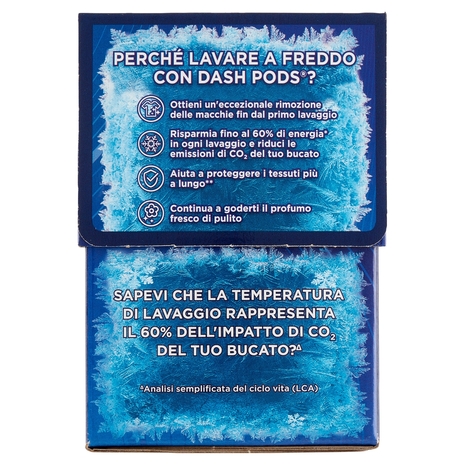 PERCHÉ LAVARE A FREDDO
CON DASH PODS®?
Ottieni un'eccezionale rimozione
delle macchie fin dal primo lavaggio
Risparmia fino al 60% di energia*
in ogni lavaggio e riduci le
emissioni di CO₂ del tuo bucato
Aiuta a proteggere i tessuti più
a lungo**
Continua a goderti il profumo
fresco di pulito
SAPEVI CHE LA TEMPERATURA
DI LAVAGGIO RAPPRESENTA
IL 60% DELL'IMPATTO DI CO₂
DEL TUO BUCATO?∆
∆Analisi semplificata del ciclo vita (LCA)